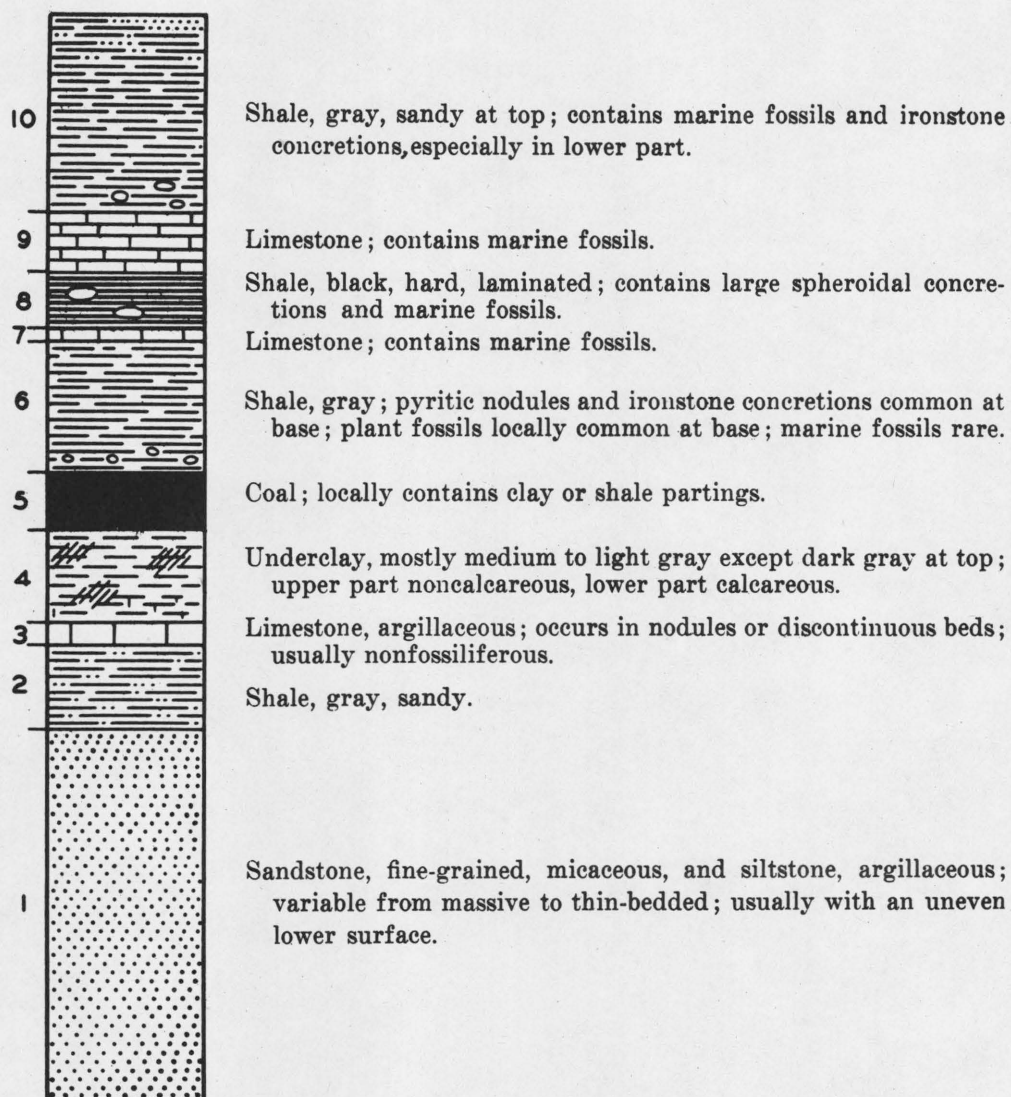 10
Shale, gray, sandy at top; contains marine fossils and ironstone
concretions, especially in lower part.
9
Limestone; contains marine fossils.
8
Shale, black, hard, laminated; contains large spheroidal concre-
tions and marine fossils.
7
Limestone; contains marine fossils.
6
Shale, gray; pyritic nodules and ironstone concretions common at
base; plant fossils locally common at base; marine fossils rare.
5
Coal; locally contains clay or shale partings.
4
Underclay, mostly medium to light gray except dark gray at top;
upper part noncalcareous, lower part calcareous.
3
Limestone, argillaceous; occurs in nodules or discontinuous beds;
usually nonfossiliferous.
2
Shale, gray, sandy.
1
Sandstone, fine-grained, micaceous, and siltstone, argillaceous;
variable from massive to thin-bedded; usually with an uneven
lower surface.